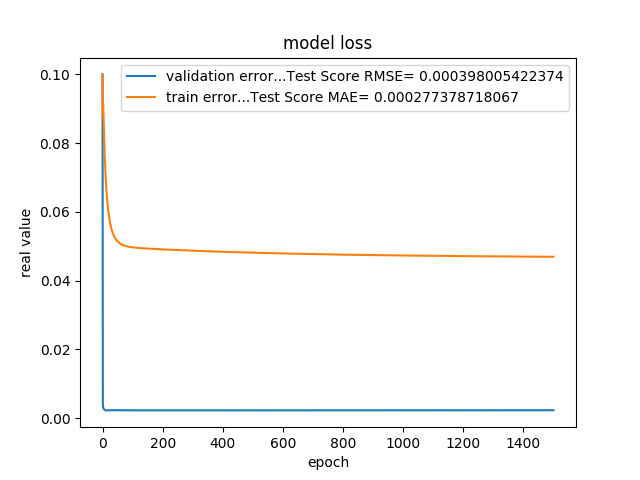 model loss
validation error...Test Score RMSE= 0.000398005422374
train error...Test Score MAE= 0.000277378718067
0.10
0.08
0.06
0.04
0.02
0.00
real value
0 200 400 600 800 1000 1200 1400
epoch